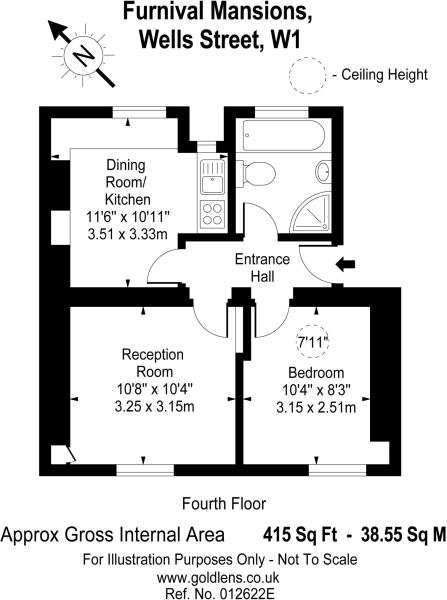 Furnival Mansions,
Wells Street, W1
N
- Ceiling Height
Dining
Room/
Kitchen
11'6" x 10'11"
3.51 x 3.33m
Entrance
Hall
Reception
Room
10'8" x 10'4"
3.25 x 3.15m
7'11"
Bedroom
10'4" x 8'3"
3.15 x 2.51m
Fourth Floor
Approx Gross Internal Area 415 Sq Ft - 38.55 Sq M
For Illustration Purposes Only - Not To Scale
www.goldlens.co.uk
Ref. No. 012622E